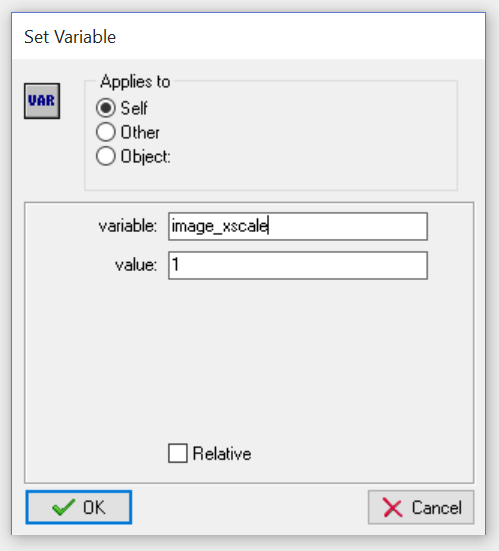 Set Variable
Applies to
VAR
Self
Other
Object:
variable: image_xscale
value: 1
Relative
OK Cancel